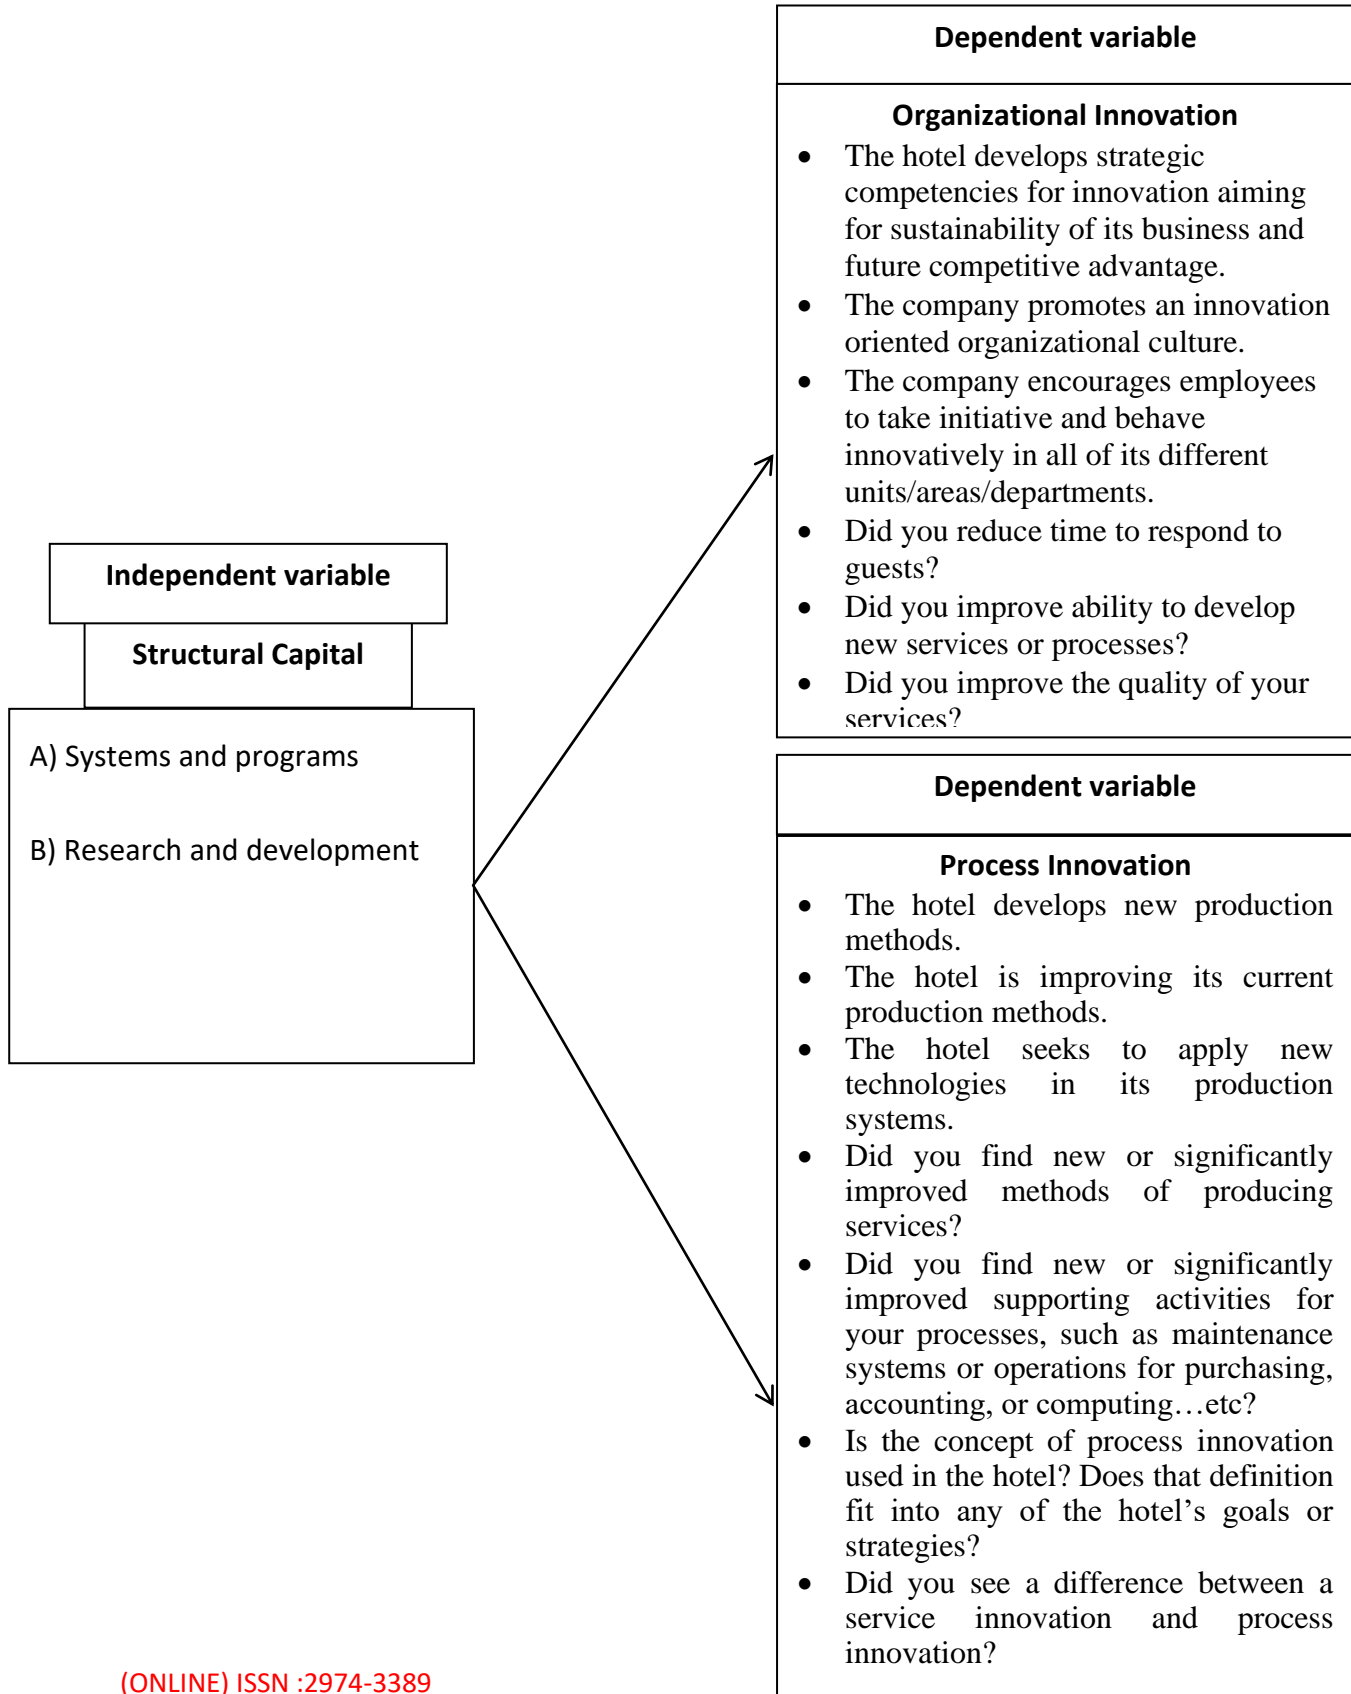 Independent variable
Structural Capital
A) Systems and programs
B) Research and development
Dependent variable
Organizational Innovation
• The hotel develops strategic
competencies for innovation aiming
for sustainability of its business and
future competitive advantage.
• The company promotes an innovation
oriented organizational culture.
• The company encourages employees
to take initiative and behave
innovatively in all of its different
units/areas/departments.
• Did you reduce time to respond to
guests?
• Did you improve ability to develop
new services or processes?
• Did you improve the quality of your
services?
Dependent variable
Process Innovation
• The hotel develops new production
methods.
• The hotel is improving its current
production methods.
• The hotel seeks to apply new
technologies in its production
systems.
• Did you find new or significantly
improved methods of producing
services?
• Did you find new or significantly
improved supporting activities for
your processes, such as maintenance
systems or operations for purchasing,
accounting, or computing…etc?
• Is the concept of process innovation
used in the hotel? Does that definition
fit into any of the hotel’s goals or
strategies?
• Did you see a difference between a
service innovation and process
innovation?
(ONLINE) ISSN :2974-3389